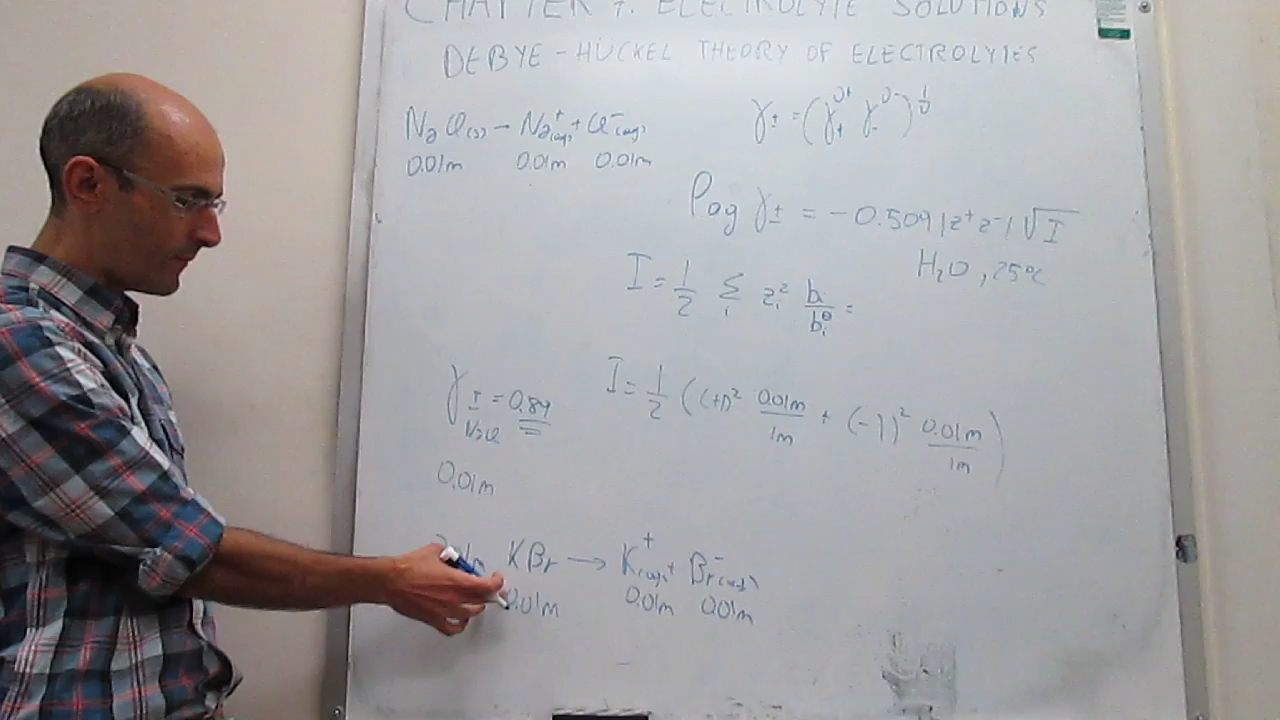 CHAPTER 7. ELECTROLYTE SOLUTIONS
DEBYE-HÜCKEL THEORY OF ELECTROLYTES
NaCl(s) → Na⁺(aq) + Cl⁻(aq)
0.01m 0.01m 0.01m
γ± = (γ₊^υ+ γ₋^υ-)^1/υ
log γ± = -0.509 |z⁺z⁻| √I
H₂O, 25°C
I = 1/2 Σi zi² bi/bi^⊖ =
γ± = 0.89
NaCl
0.01m
I = 1/2 ((+1)² 0.01m/1m + (-1)² 0.01m/1m)
KBr → K⁺(aq) + Br⁻(aq)
0.01m 0.01m 0.01m